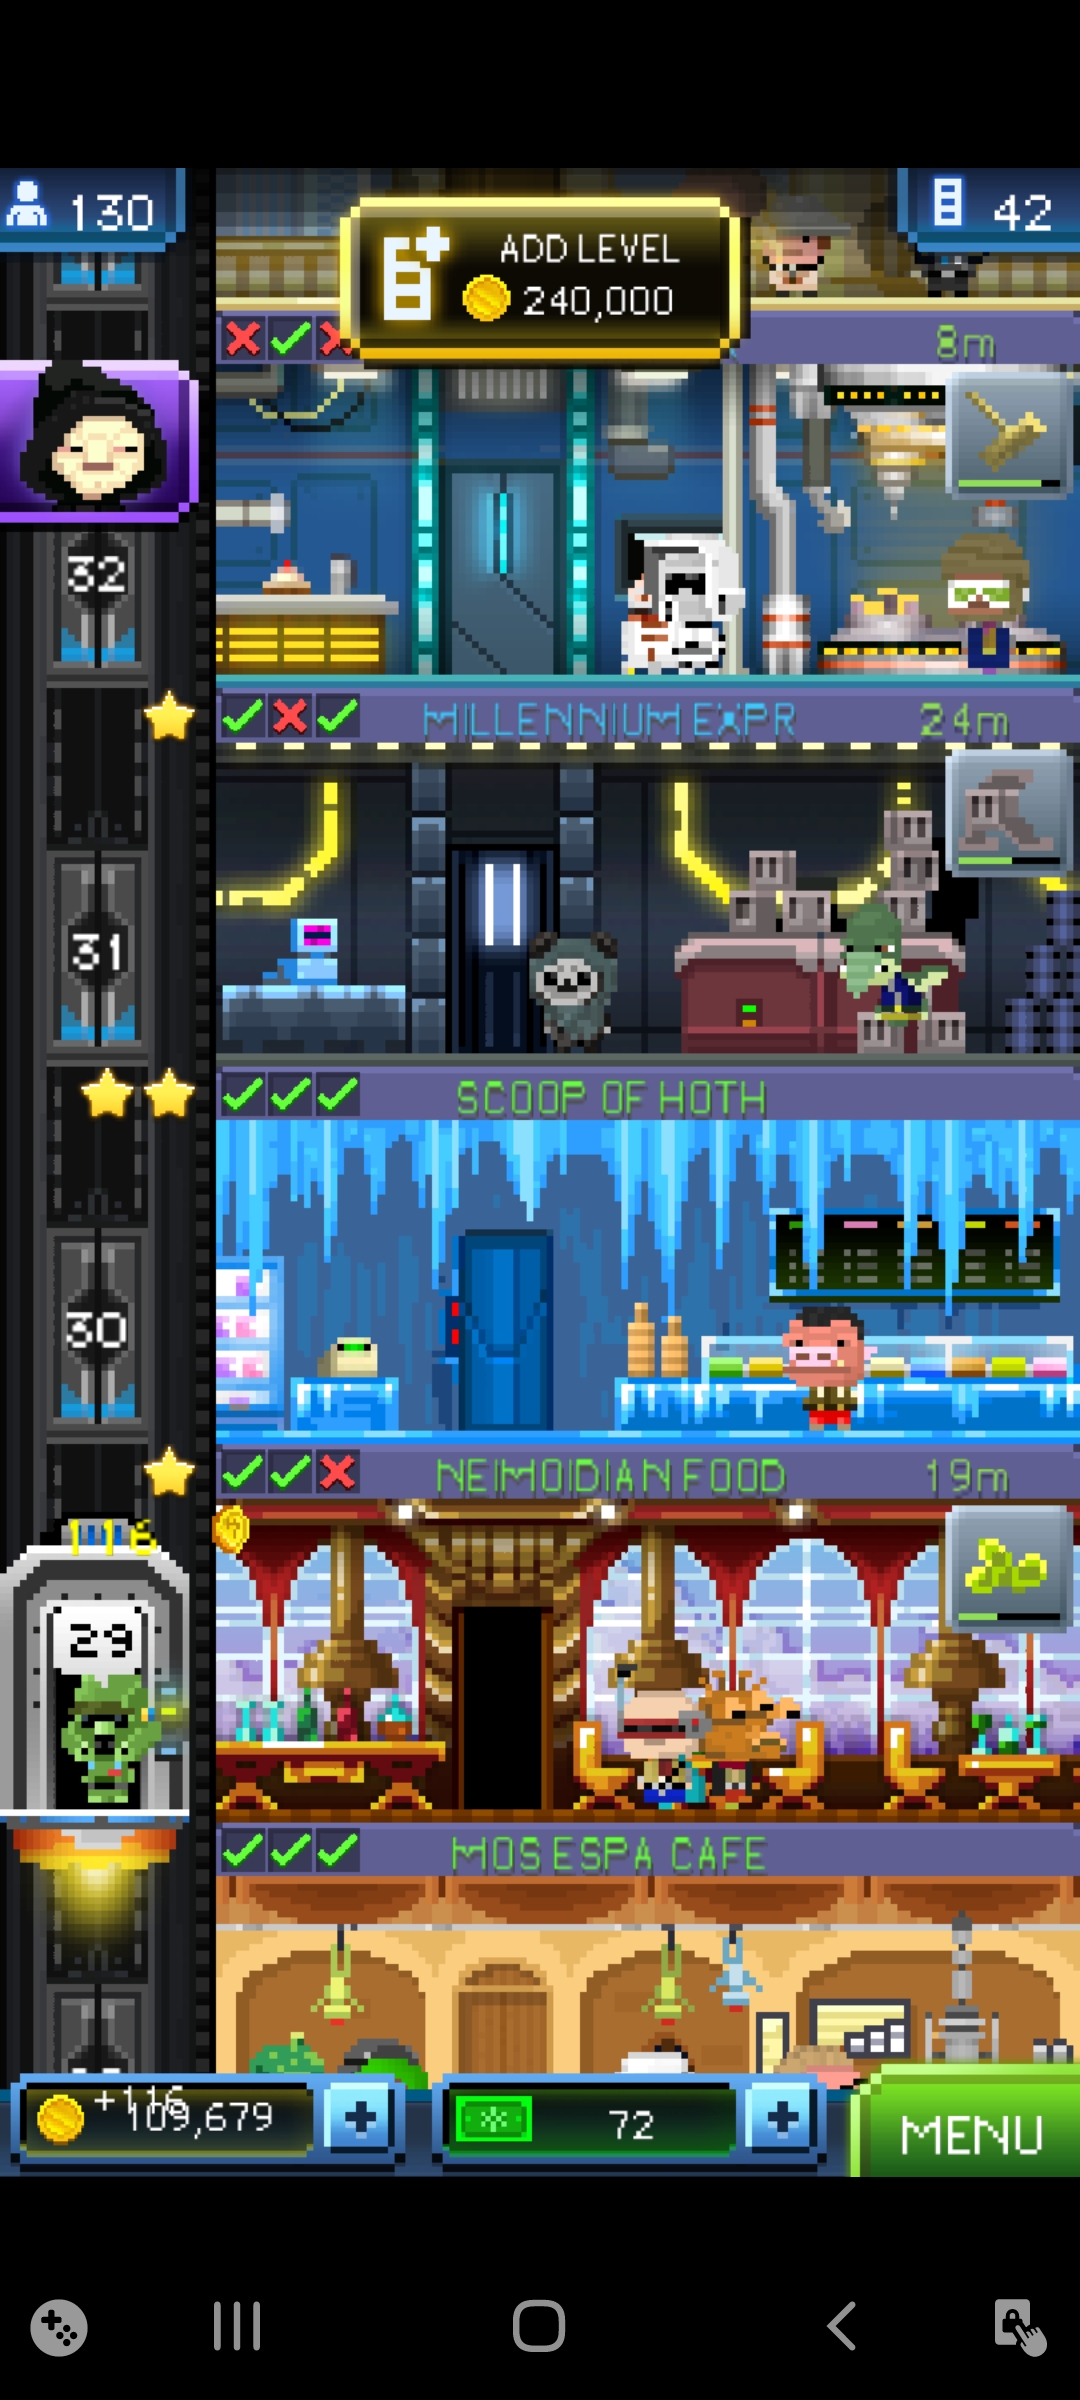 130
ADD LEVEL
240,000
42
8m
32
MILLENNIUM EXPR
24m
31
SCOOP OF HOTH
30
NEIMOIDIAN FOOD
19m
116
29
MOS ESPA CAFE
+116
109,679
72
MENU